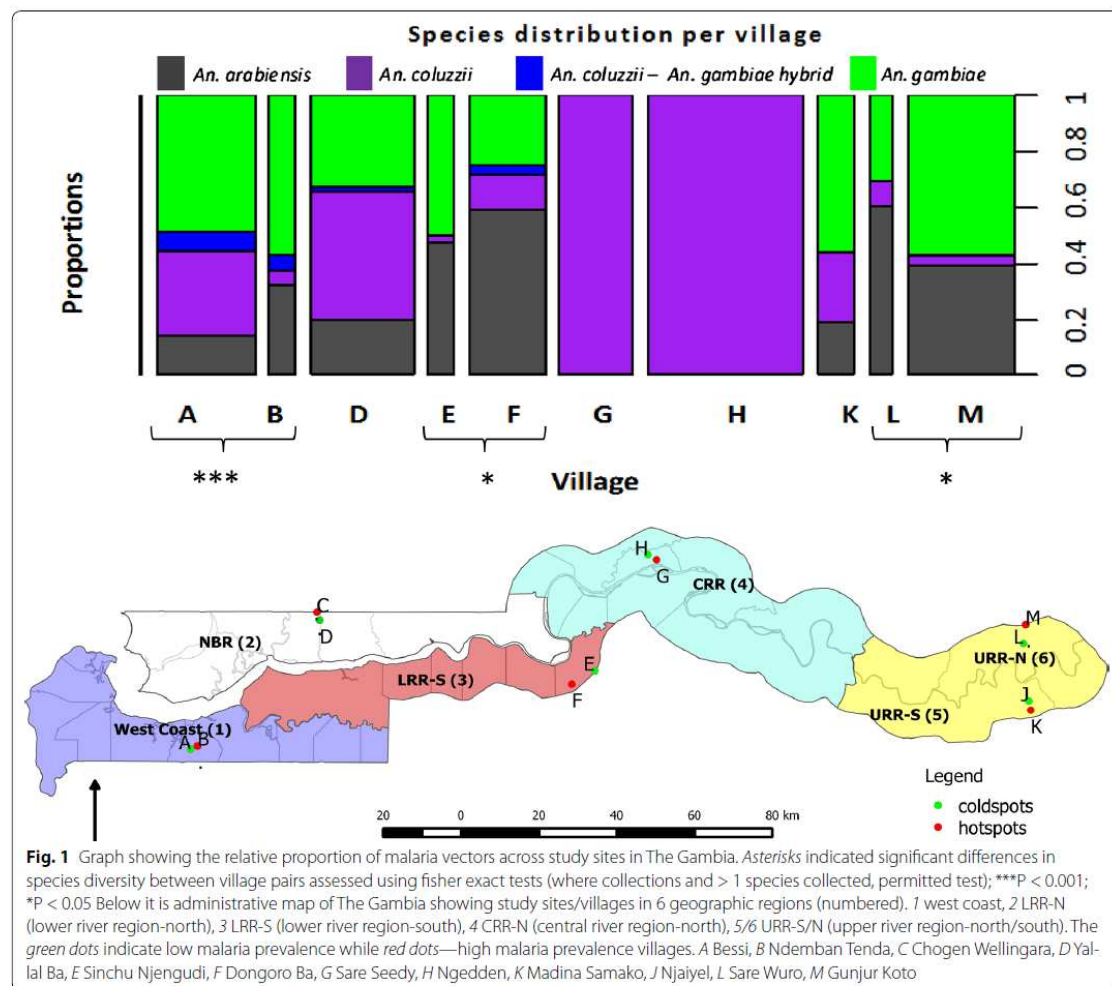 Species distribution per village
An. arabiensis An. coluzzii An. coluzzii – An. gambiae hybrid An. gambiae
Proportions
1
0.8
0.6
0.4
0.2
0
A B D E F G H K L M
*** * *
Village
C
D
NBR (2)
H
G
CRR (4)
E
F
LRR-S (3)
M
L
URR-N (6)
J
K
URR-S (5)
West Coast (1)
A B
Legend
coldspots
hotspots
20 0 20 40 60 80 km
Fig. 1 Graph showing the relative proportion of malaria vectors across study sites in The Gambia. Asterisks indicated significant differences in
species diversity between village pairs assessed using fisher exact tests (where collections and > 1 species collected, permitted test); ***P < 0.001;
*P < 0.05 Below it is administrative map of The Gambia showing study sites/villages in 6 geographic regions (numbered). 1 west coast, 2 LRR-N
(lower river region-north), 3 LRR-S (lower river region-south), 4 CRR-N (central river region-north), 5/6 URR-S/N (upper river region-north/south). The
green dots indicate low malaria prevalence while red dots—high malaria prevalence villages. A Bessi, B Ndemban Tenda, C Chogen Wellingara, D Yal-
lal Ba, E Sinchu Njengudi, F Dongoro Ba, G Sare Seedy, H Ngedden, K Madina Samako, J Njaiyel, L Sare Wuro, M Gunjur Koto